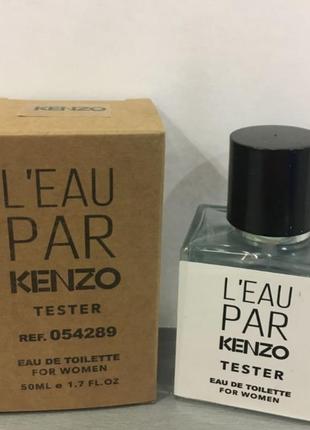 KENZO
L'EAU
PAR
KENZO
TESTER
REF. 054289
EAU DE TOILETTE
FOR WOMEN
50ML e 1.7 FL.OZ
L'EAU
PAR
KENZO
TESTER
EAU DE TOILETTE
FOR WOMEN